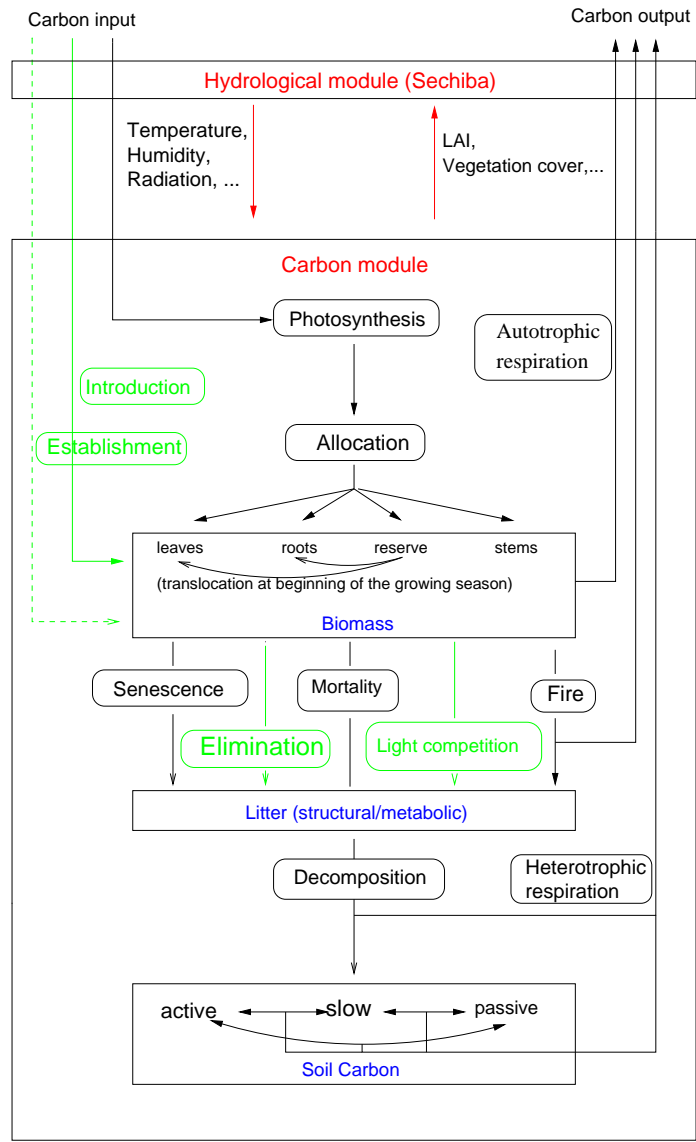 Carbon input
Carbon output
Hydrological module (Sechiba)
Temperature,
Humidity,
Radiation, ...
LAI,
Vegetation cover,...
Carbon module
Photosynthesis
Autotrophic
respiration
Introduction
Establishment
Allocation
leaves
roots
reserve
stems
(translocation at beginning of the growing season)
Biomass
Senescence
Mortality
Fire
Elimination
Light competition
Litter (structural/metabolic)
Decomposition
Heterotrophic
respiration
active
slow
passive
Soil Carbon